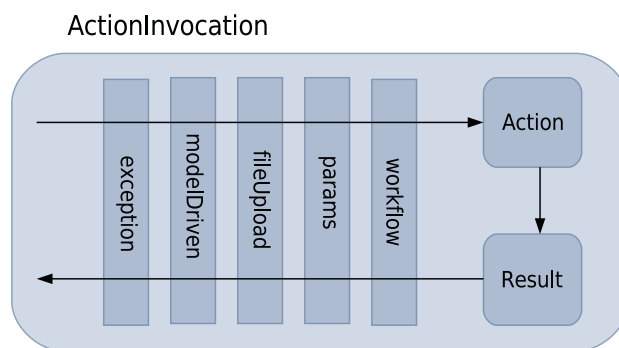 ActionInvocation
exception
modelDriven
fileUpload
params
workflow
Action
Result